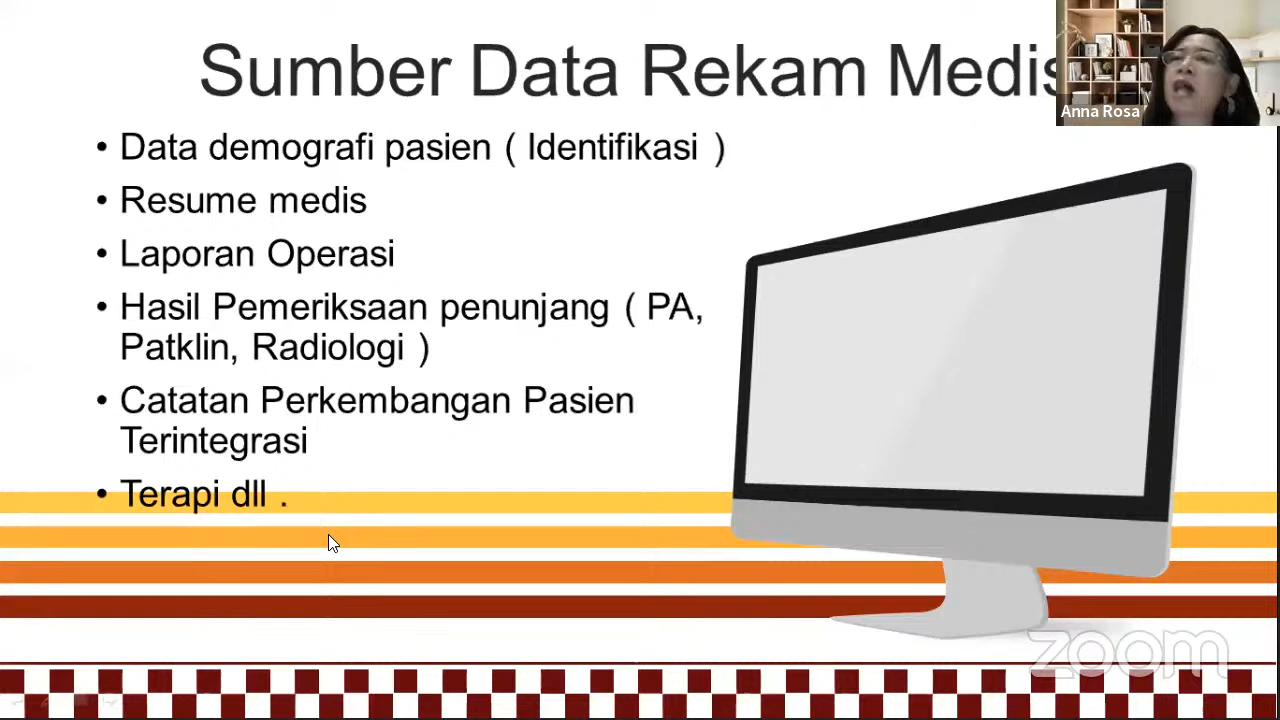 Sumber Data Rekam Medis
Anna Rosa
• Data demografi pasien ( Identifikasi )
• Resume medis
• Laporan Operasi
• Hasil Pemeriksaan penunjang ( PA,
Patklin, Radiologi )
• Catatan Perkembangan Pasien
Terintegrasi
• Terapi dll .
zoom